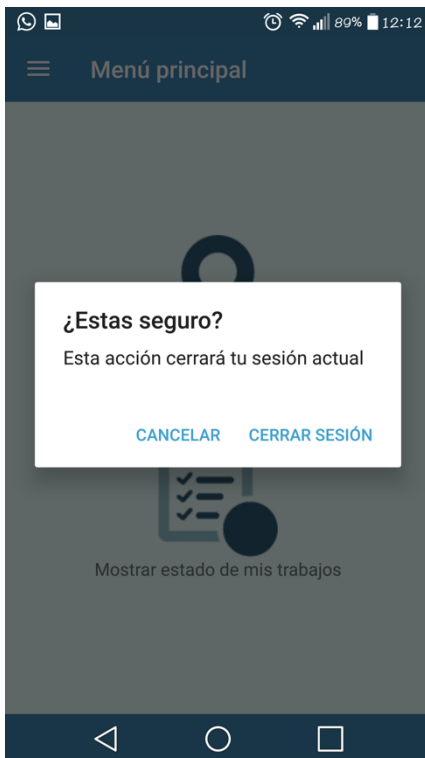 89% 12:12
Menú principal
¿Estas seguro?
Esta acción cerrará tu sesión actual
CANCELAR CERRAR SESIÓN
Mostrar estado de mis trabajos